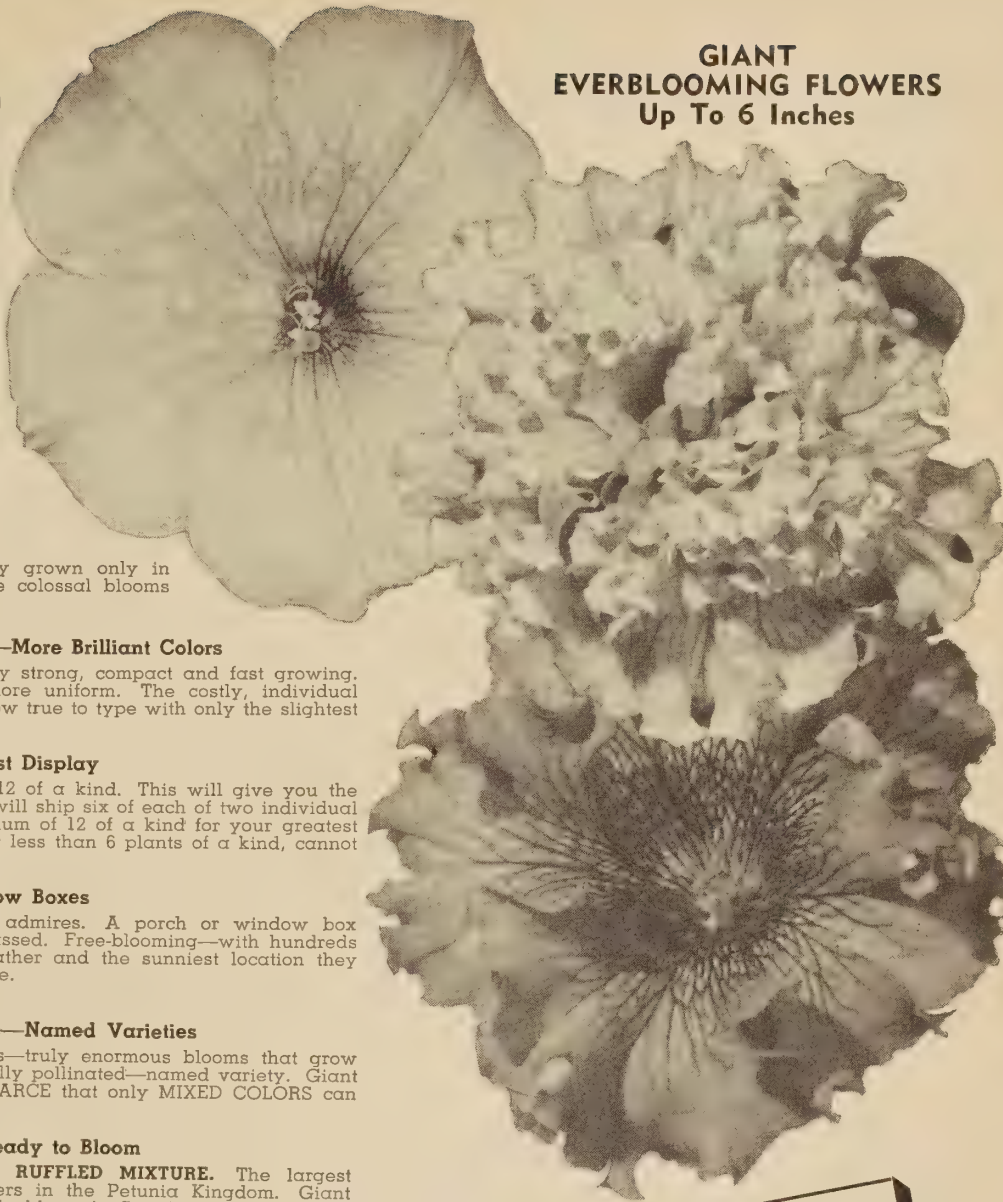 GIANT
EVERBLOOMING FLOWERS
Up To 6 Inches
y grown only in
e colossal blooms
—More Brilliant Colors
y strong, compact and fast growing.
ore uniform. The costly, individual
w true to type with only the slightest
st Display
12 of a kind. This will give you the
will ship six of each of two individual
um of 12 of a kind for your greatest
less than 6 plants of a kind, cannot
ow Boxes
admires. A porch or window box
ssed. Free-blooming—with hundreds
ather and the sunniest location they
e.
—Named Varieties
s—truly enormous blooms that grow
lly pollinated—named variety. Giant
ARCE that only MIXED COLORS can
eady to Bloom
RUFFLED MIXTURE. The largest
ers in the Petunia Kingdom. Giant